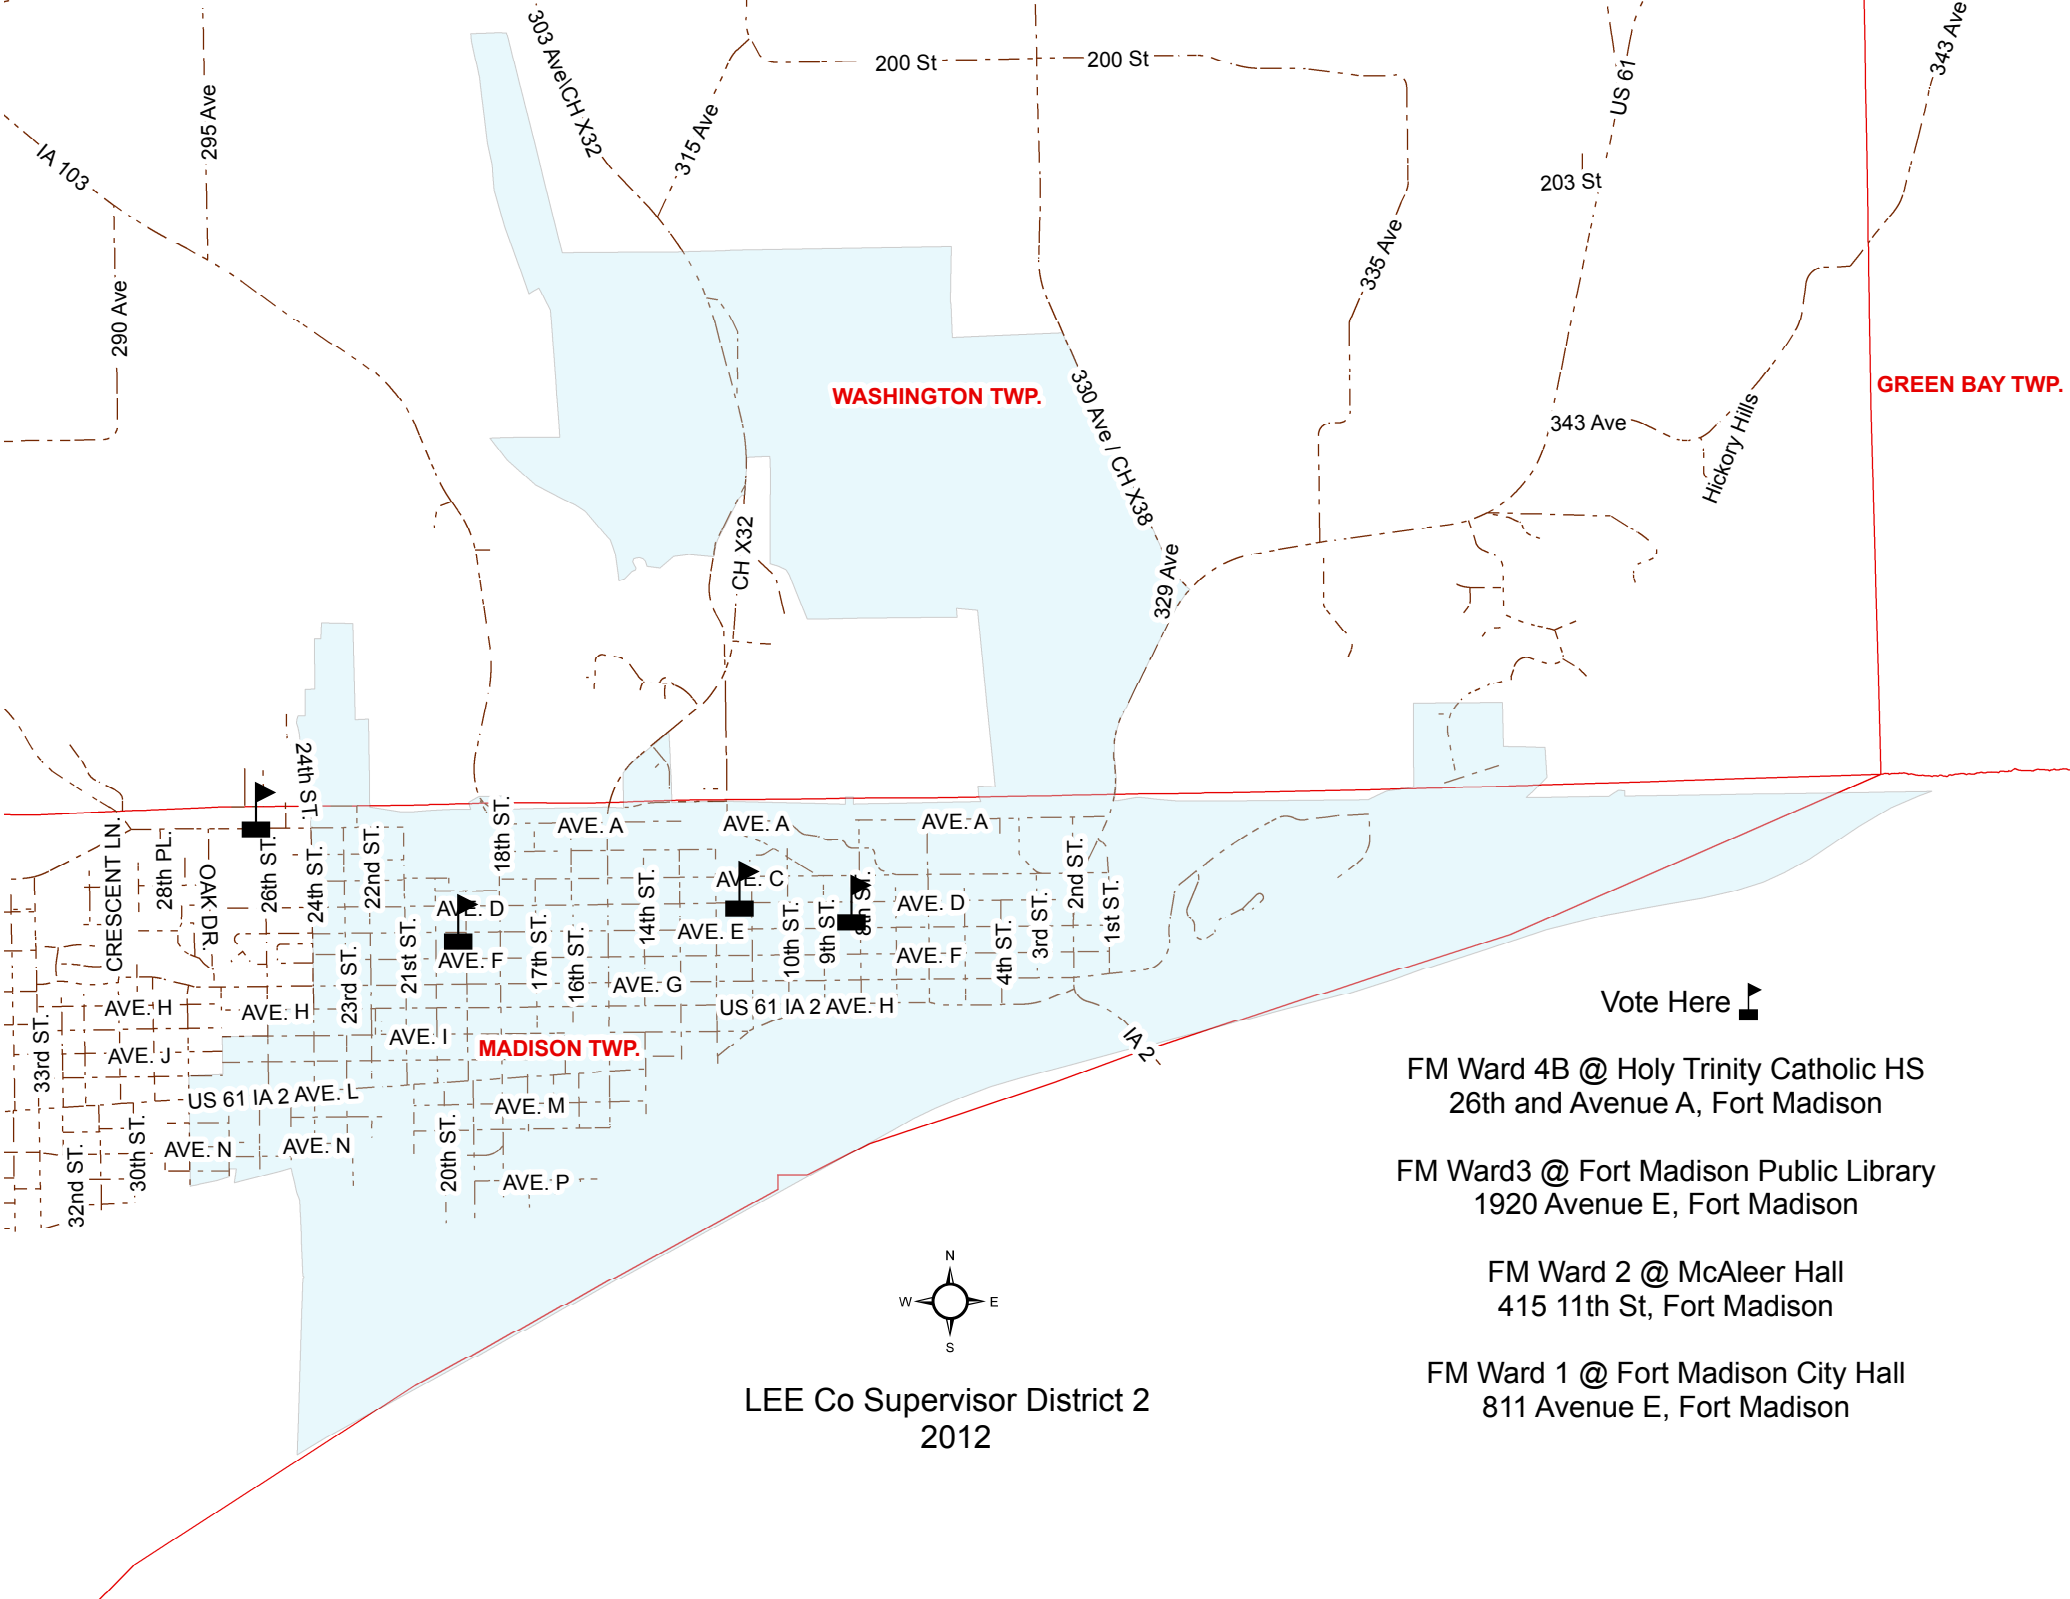 303 Ave\CH X32
343 Ave
200 St
200 St
US 61
295 Ave
315 Ave
IA 103
203 St
335 Ave
290 Ave
WASHINGTON TWP.
GREEN BAY TWP.
330 Ave / CH X38
343 Ave
Hickory Hills
CH X32
329 Ave
24th ST.
18th ST.
AVE. A
AVE. A
AVE. A
CRESCENT LN.
28th PL.
OAK DR.
26th ST.
24th ST.
22nd ST.
AVE. C
AVE. D
AVE. D
14th ST.
8th ST.
2nd ST.
1st ST.
AVE. E
AVE. F
AVE. F
21st ST.
17th ST.
16th ST.
10th ST.
9th ST.
4th ST.
3rd ST.
23rd ST.
AVE. G
AVE. H
AVE. H
US 61 IA 2 AVE. H
Vote Here
AVE. I
AVE. J
MADISON TWP.
IA 2
33rd ST.
US 61 IA 2 AVE. L
AVE. M
AVE. N
AVE. N
32nd ST.
30th ST.
20th ST.
AVE. P
FM Ward 4B @ Holy Trinity Catholic HS
26th and Avenue A, Fort Madison
FM Ward3 @ Fort Madison Public Library
1920 Avenue E, Fort Madison
FM Ward 2 @ McAleer Hall
415 11th St, Fort Madison
FM Ward 1 @ Fort Madison City Hall
811 Avenue E, Fort Madison
N
W
E
S
LEE Co Supervisor District 2
2012